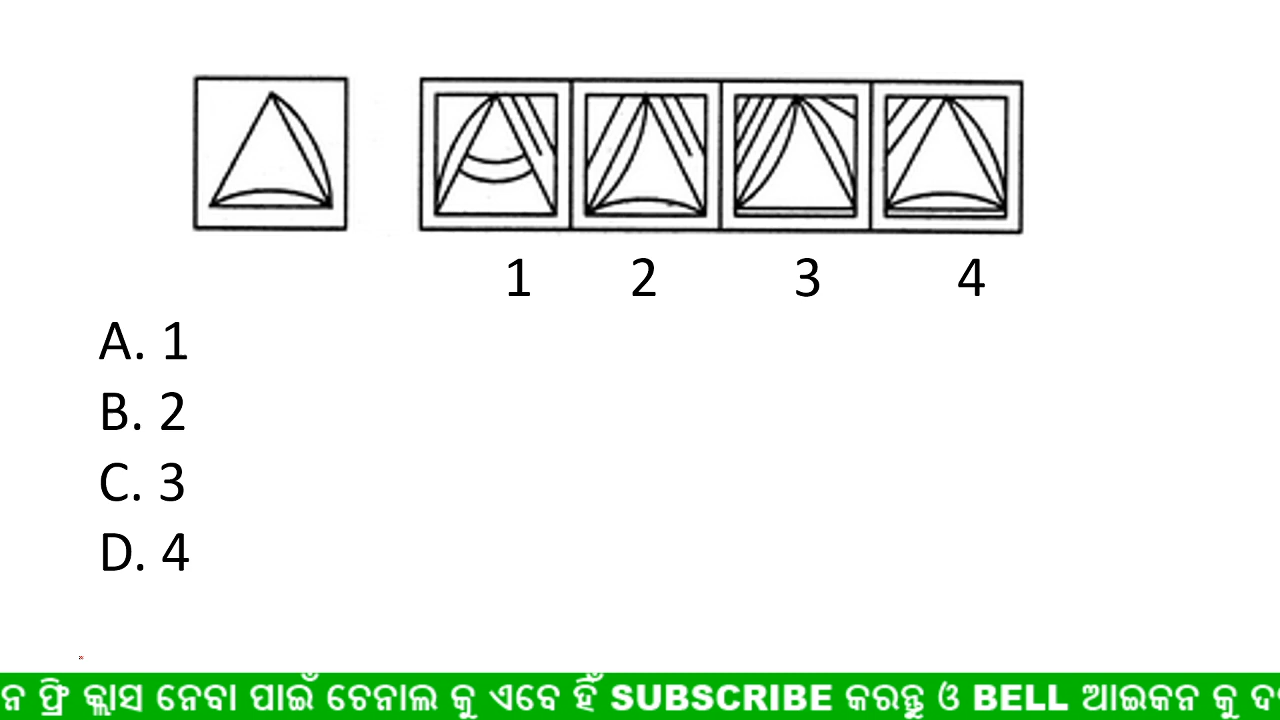 1 2 3 4
A. 1
B. 2
C. 3
D. 4
ନ ଫ୍ରି କ୍ଲାସ ନେବା ପାଇଁ ଚେନାଲ କୁ ଏବେ ହିଁ SUBSCRIBE କରନ୍ତୁ ଓ BELL ଆଇକନ କୁ ଦ